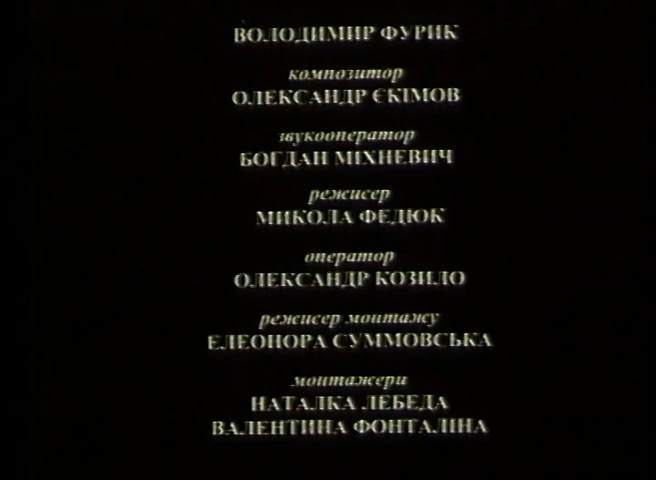 ВОЛОДИМИР ФУРИК
композитор
ОЛЕКСАНДР ЄКІМОВ
звукооператор
БОГДАН МІХНЕВИЧ
режисер
МИКОЛА ФЕДЮК
оператор
ОЛЕКСАНДР КОЗИЛО
режисер монтажу
ЕЛЕОНОРА СУММОВСЬКА
монтажери
НАТАЛКА ЛЕБЕДА
ВАЛЕНТИНА ФОНТАЛІНА